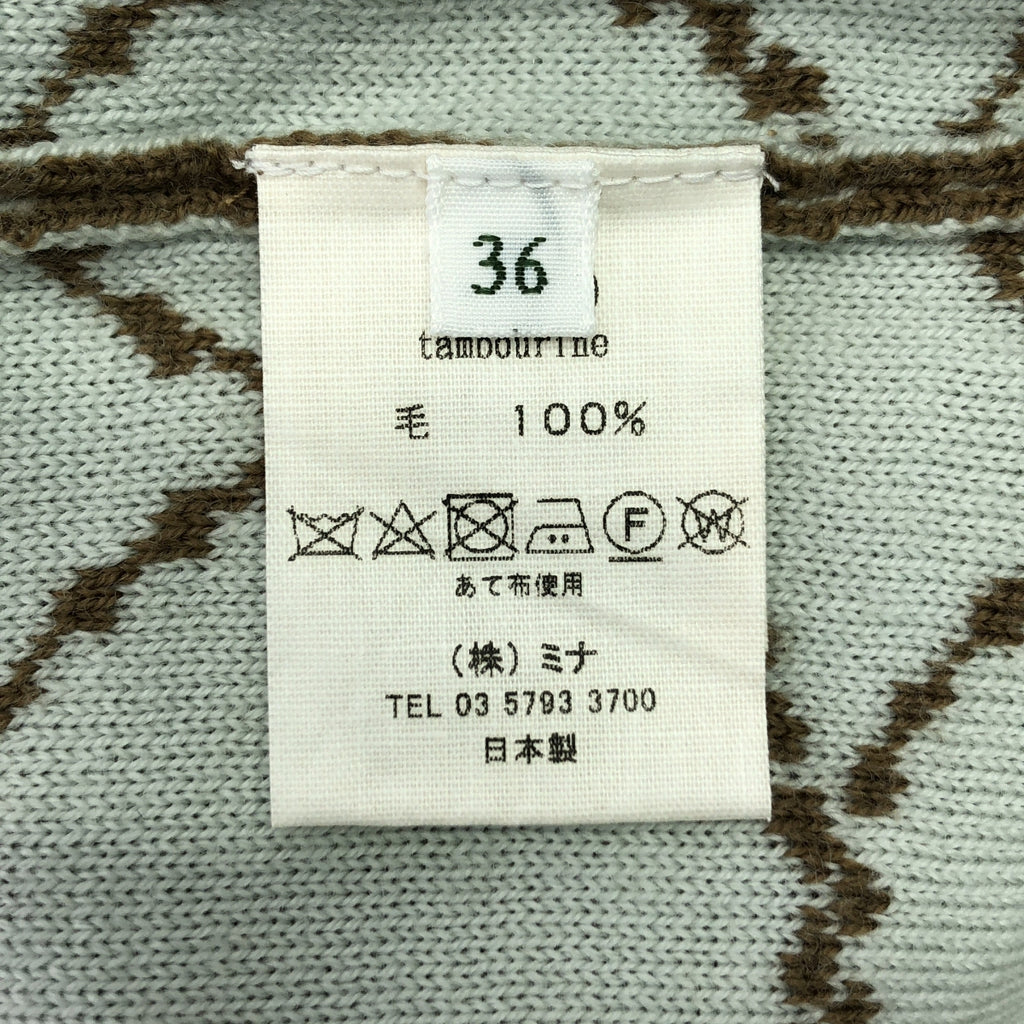 36
tambourine
毛 100%
F W
あて布使用
(株) ミナ
TEL 03 5793 3700
日本製